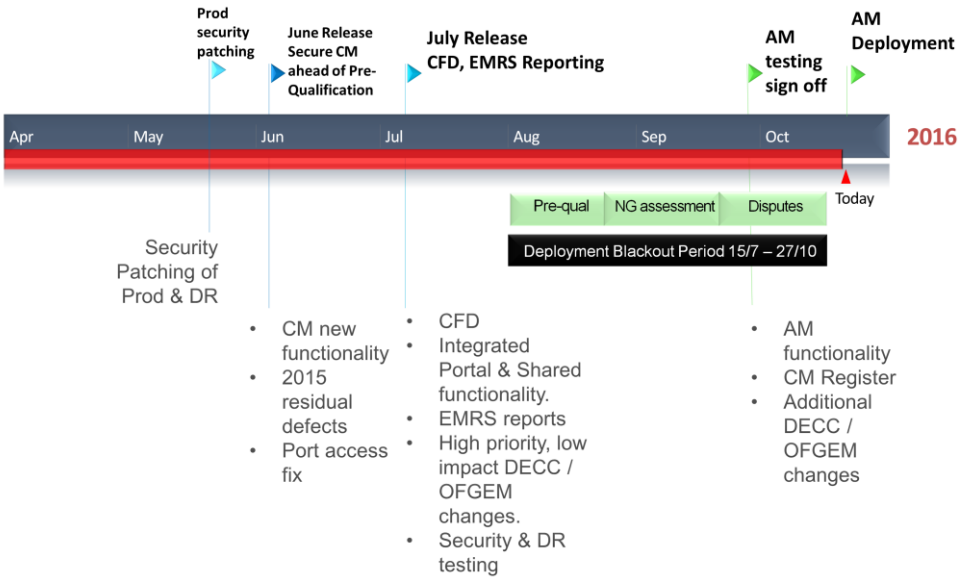 Prod
security
patching
June Release
Secure CM
ahead of Pre-
Qualification
July Release
CFD, EMRS Reporting
AM
testing
sign off
AM
Deployment
Apr May Jun Jul Aug Sep Oct 2016
Today
Pre-qual NG assessment Disputes
Deployment Blackout Period 15/7 – 27/10
Security
Patching of
Prod & DR
• CM new
functionality
• 2015
residual
defects
• Port access
fix
• CFD
• Integrated
Portal & Shared
functionality.
• EMRS reports
• High priority, low
impact DECC /
OFGEM
changes.
• Security & DR
testing
• AM
functionality
• CM Register
• Additional
DECC /
OFGEM
changes